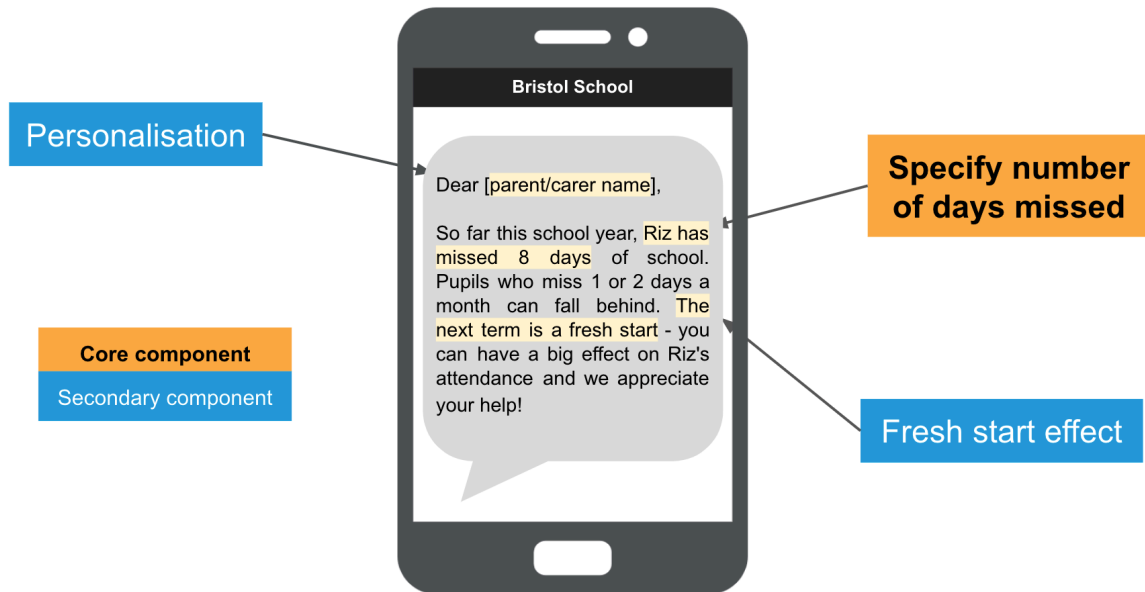 Bristol School
Personalisation
Dear [parent/carer name],
So far this school year, Riz has
missed 8 days of school.
Pupils who miss 1 or 2 days a
month can fall behind. The
next term is a fresh start - you
can have a big effect on Riz's
attendance and we appreciate
your help!
Specify number
of days missed
Fresh start effect
Core component
Secondary component